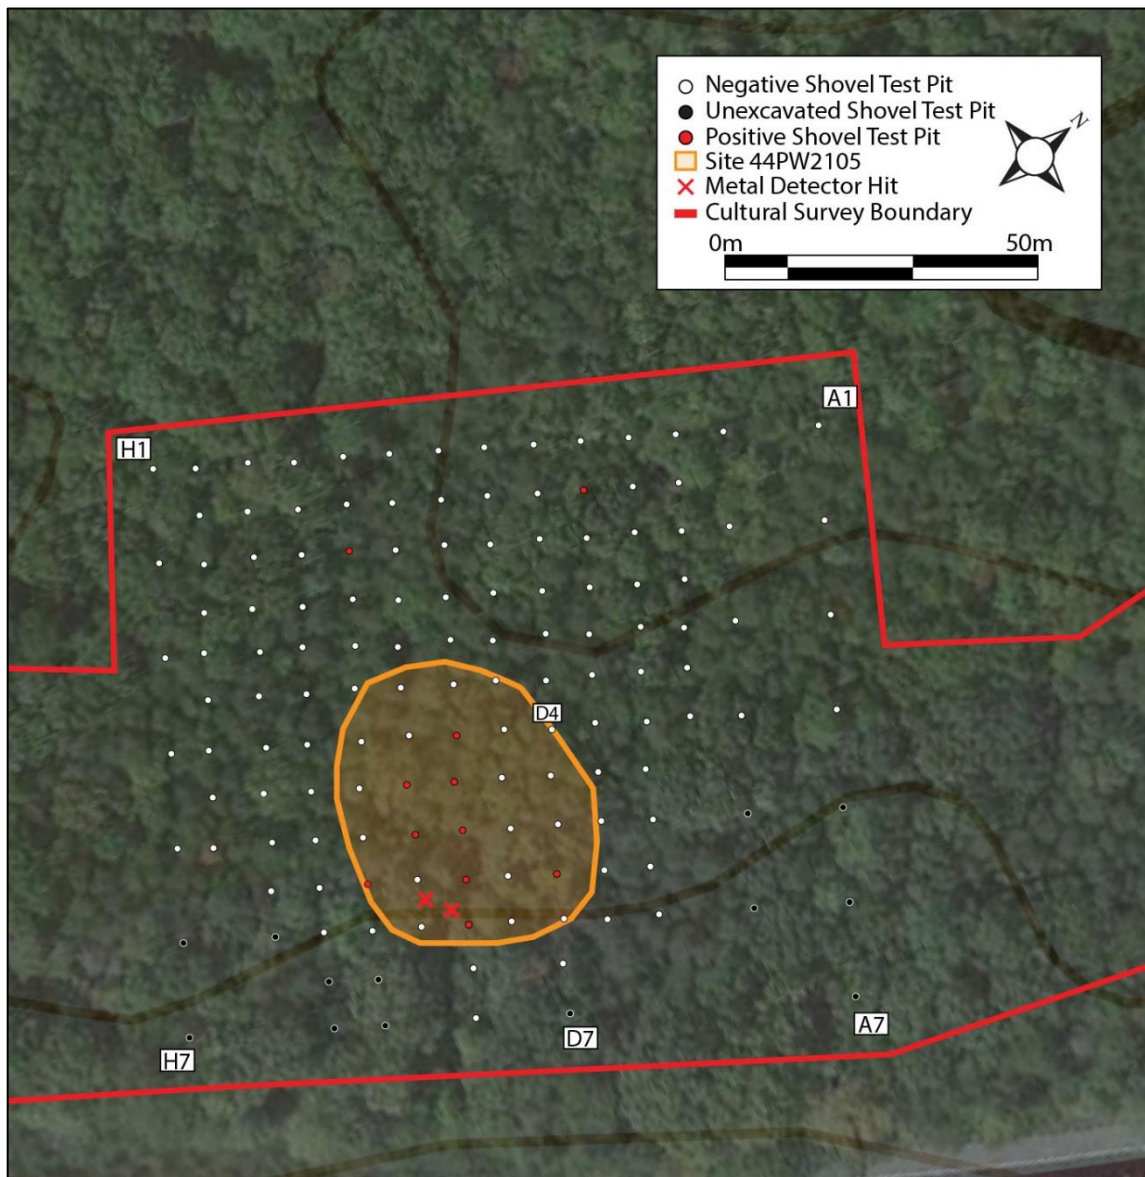 Negative Shovel Test Pit
Unexcavated Shovel Test Pit
Positive Shovel Test Pit
N
Site 44PW2105
Metal Detector Hit
Cultural Survey Boundary
0m 50m
A1
H1
D4
D7
A7
H7